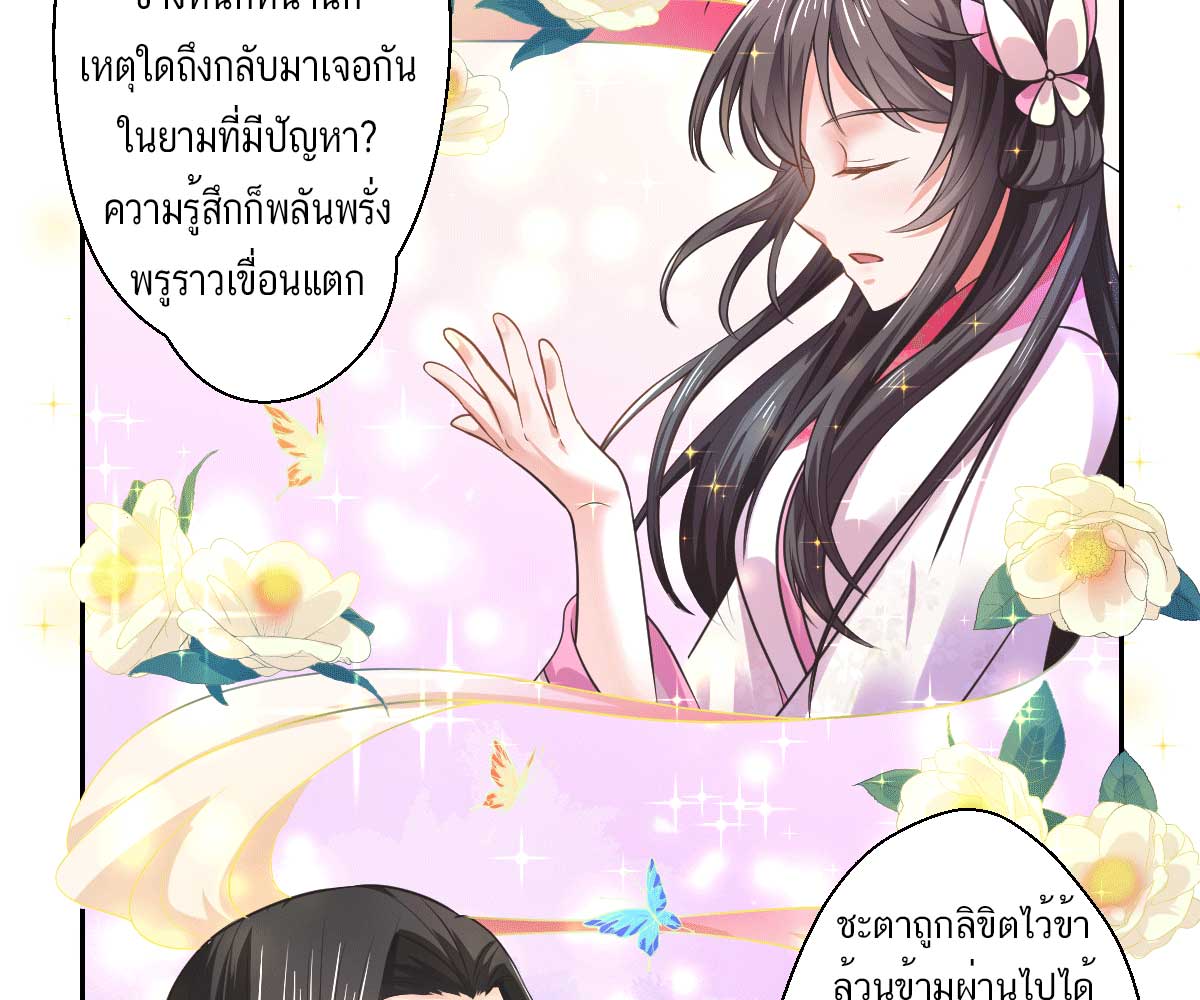 เหตุใดถึงกลับมาเจอกัน
ในยามที่มีปัญหา?
ความรู้สึกก็พลันพรั่ง
พรูราวเขื่อนแตก
ชะตาถูกลิขิตไว้ข้า
ล้วนข้ามผ่านไปได้